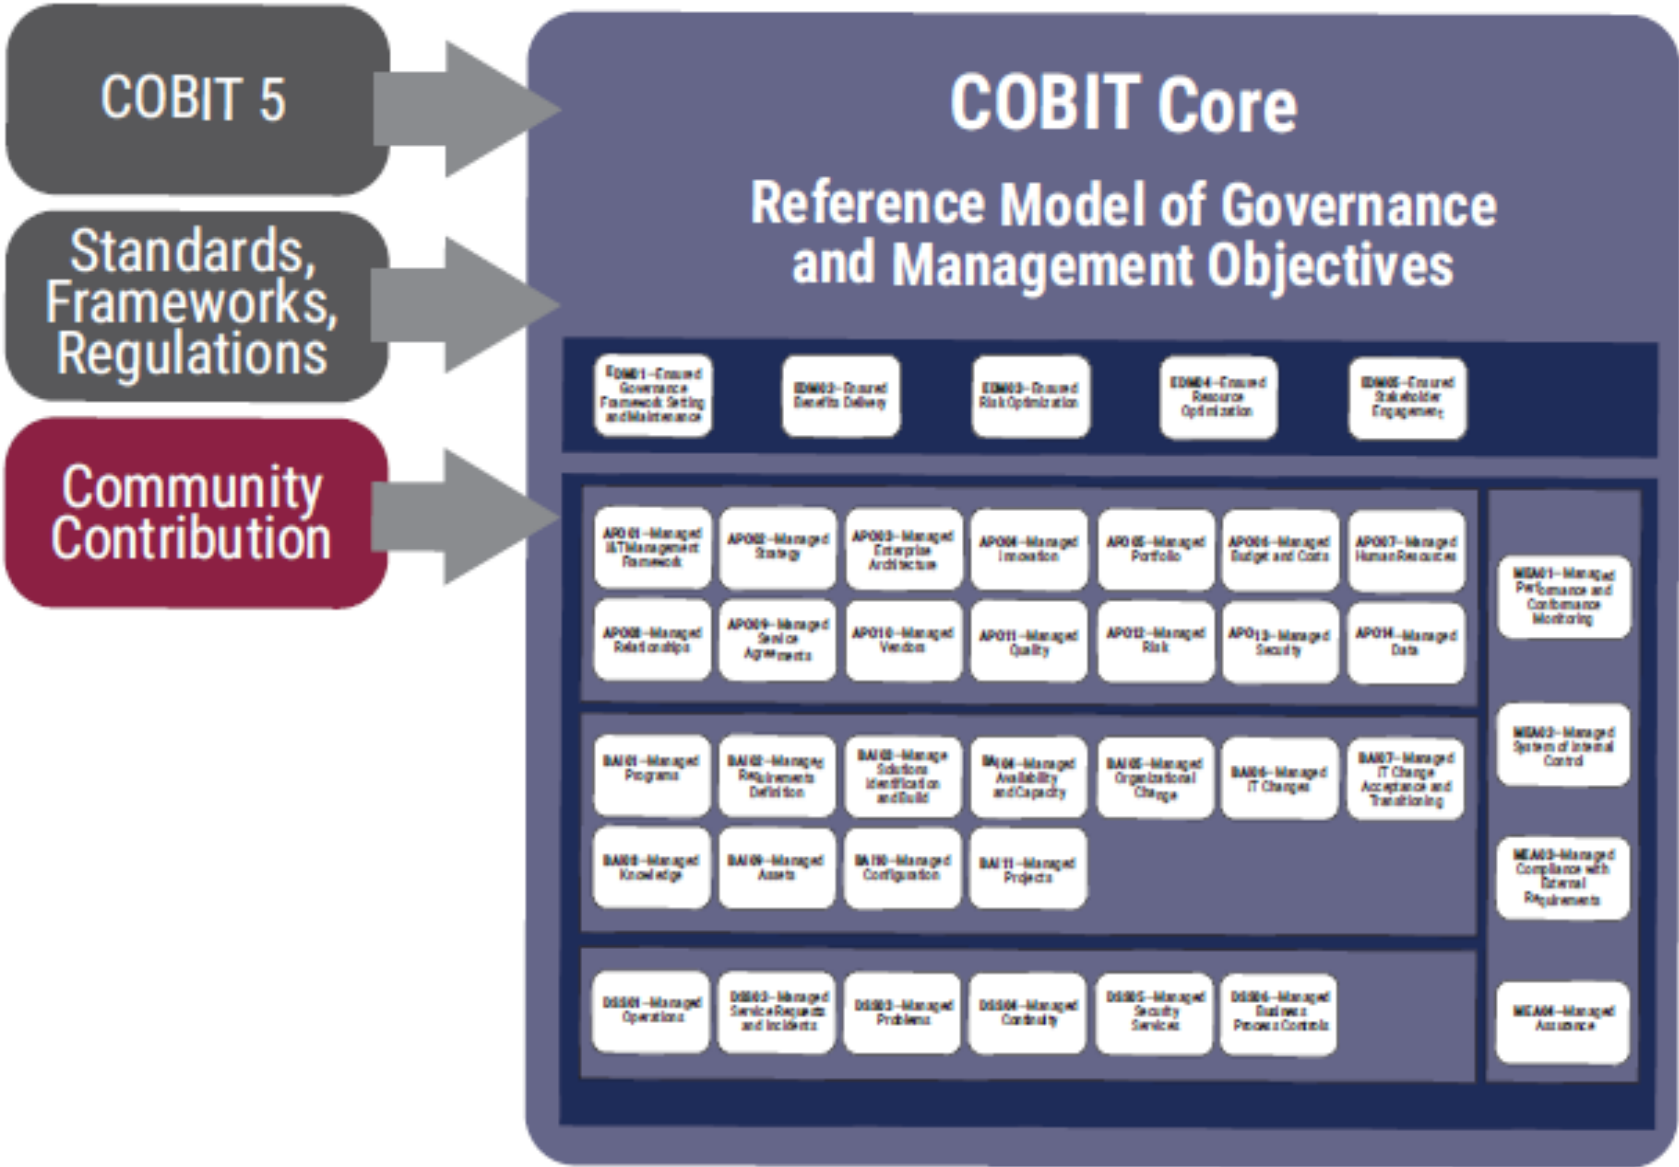 COBIT 5
Standards,
Frameworks,
Regulations
Community
Contribution
COBIT Core
Reference Model of Governance
and Management Objectives
EDM01—Ensured
Governance
Framework Setting
and Maintenance
EDM02—Ensured
Benefits Delivery
EDM03—Ensured
Risk Optimization
EDM04—Ensured
Resource
Optimization
EDM05—Ensured
Stakeholder
Engagement
APO01—Managed
I&T Management
Framework
APO02—Managed
Strategy
APO03—Managed
Enterprise
Architecture
APO04—Managed
Innovation
APO05—Managed
Portfolio
APO06—Managed
Budget and Costs
APO07—Managed
Human Resources
APO08—Managed
Relationships
APO09—Managed
Service
Agreements
APO10—Managed
Vendors
APO11—Managed
Quality
APO12—Managed
Risk
APO13—Managed
Security
APO14—Managed
Data
BAI01—Managed
Programs
BAI02—Managed
Requirements
Definition
BAI03—Manage
Solutions
Identification
and Build
BAI04—Managed
Availability
and Capacity
BAI05—Managed
Organizational
Change
BAI06—Managed
IT Changes
BAI07—Managed
IT Change
Acceptance and
Transitioning
BAI08—Managed
Knowledge
BAI09—Managed
Assets
BAI10—Managed
Configuration
BAI11—Managed
Projects
DSS01—Managed
Operations
DSS02—Managed
Service Requests
and Incidents
DSS03—Managed
Problems
DSS04—Managed
Continuity
DSS05—Managed
Security
Services
DSS06—Managed
Business
Process Controls
MEA01—Managed
Performance and
Conformance
Monitoring
MEA02—Managed
System of Internal
Control
MEA03—Managed
Compliance with
External
Requirements
MEA04—Managed
Assurance